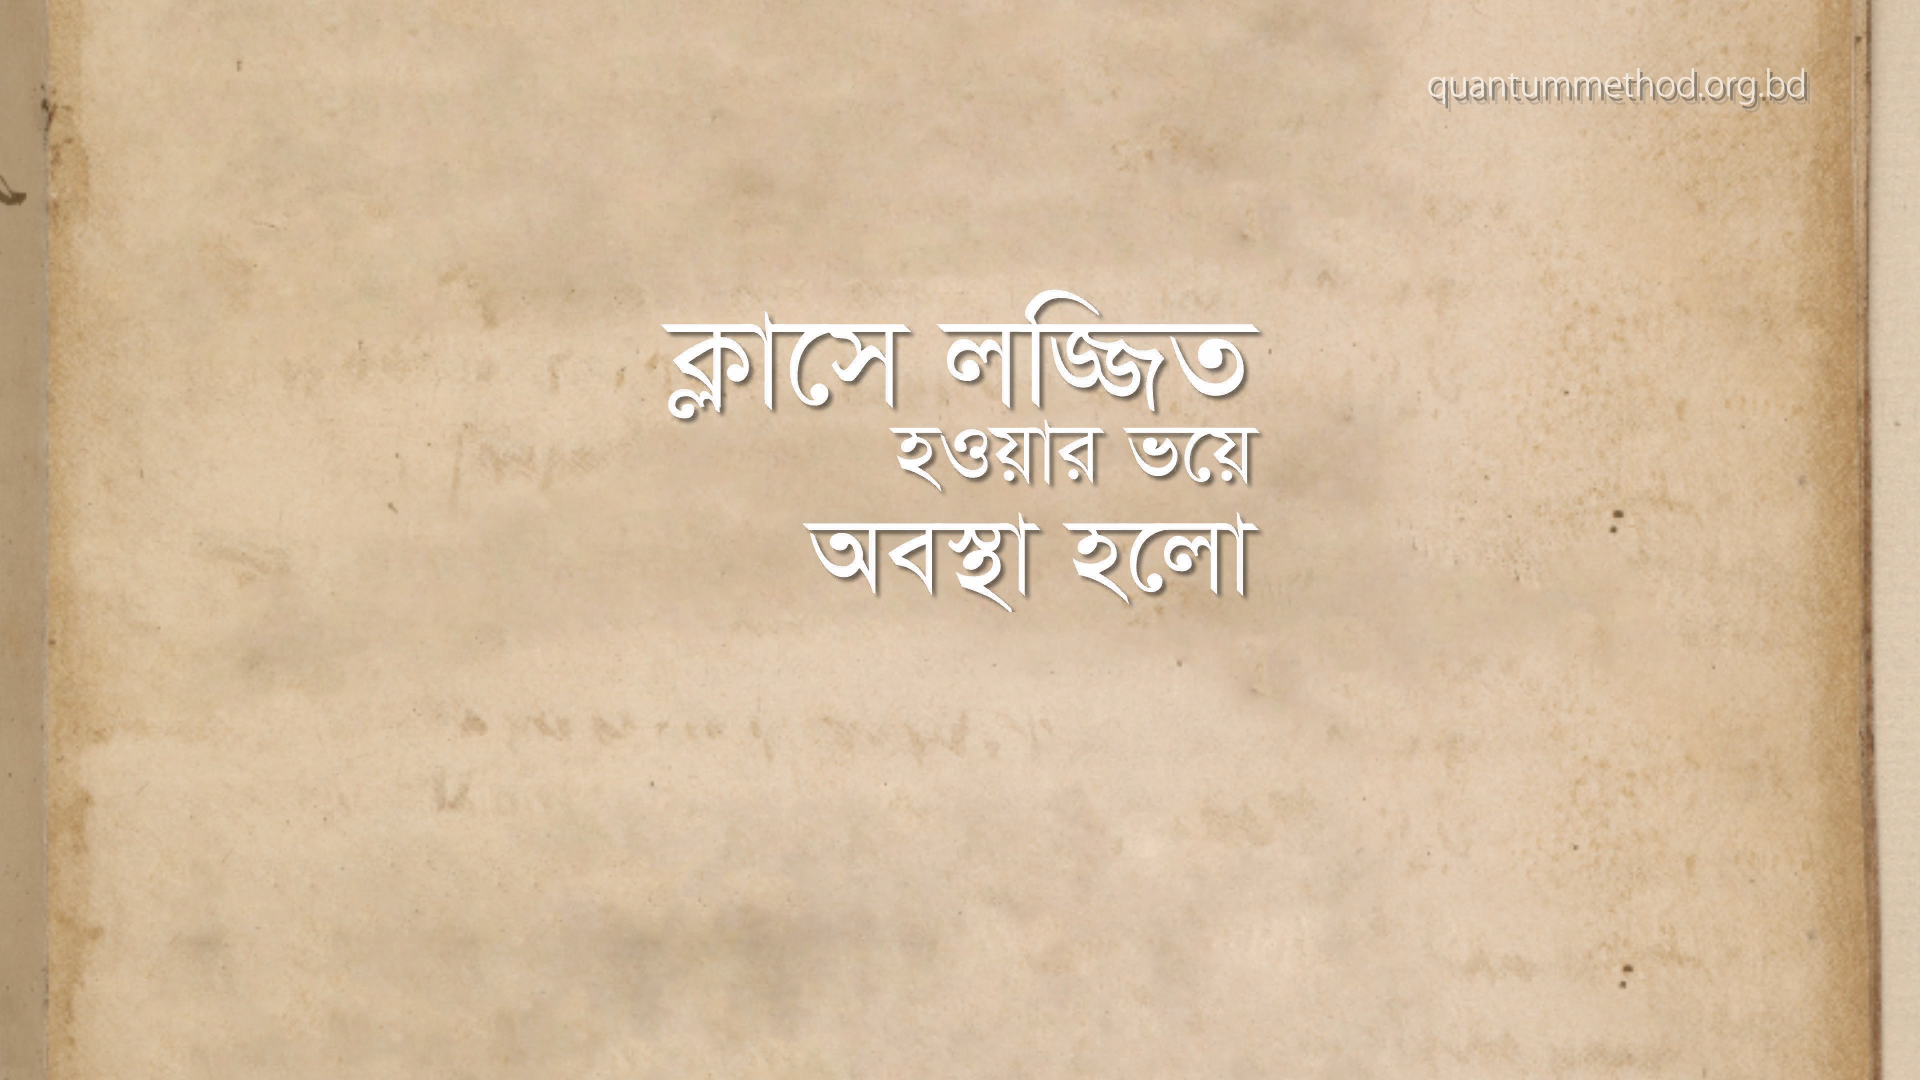 quantummethod.org.bd
ক্লাসে লজ্জিত
হওয়ার ভয়ে
অবস্থা হলো